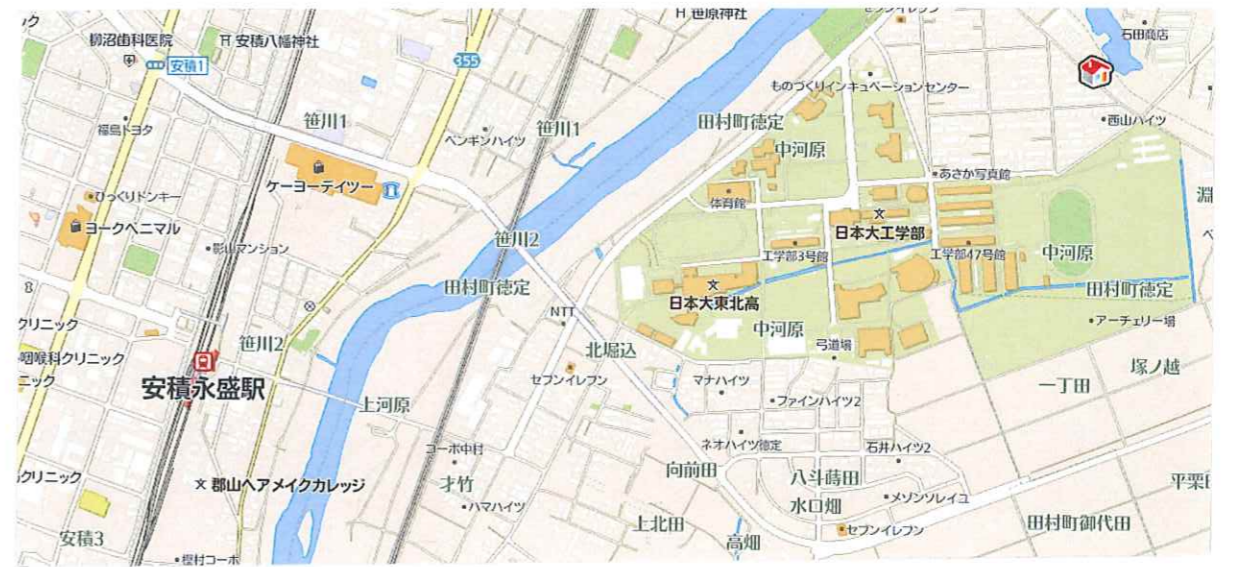 笹原神社
セブンイレブン
石田商店
柳沼歯科医院
安積八幡神社
安積1
355
ものづくりインキュベーションセンター
西山ハイツ
福島トヨタ
笹川1
ペンギンハイツ
笹川1
田村町徳定
中河原
ケーヨーデイツー
あさか写真館
ひっくりドンキー
体育館
ヨークベニマル
日本大工学部
影山マンション
笹川2
工学部3号館
工学部47号館
中河原
8
田村町徳定
日本大東北高
田村町徳定
クリニック
NTT
中河原
アーチェリー場
笹川2
北堀込
弓道場
咽喉科クリニック
塚ノ越
ニック
安積永盛駅
セブンイレブン
マナハイツ
一丁田
上河原
ファインハイツ2
コーポ中村
ネオハイツ徳定
石井ハイツ2
クリニック
郡山ヘアメイクカレッジ
才竹
向前田
八斗蒔田
平栗
ハマハイツ
水口畑
メゾンソレイユ
安積3
上北田
高畑
セブンイレブン
田村町御代田
樫村コーポ